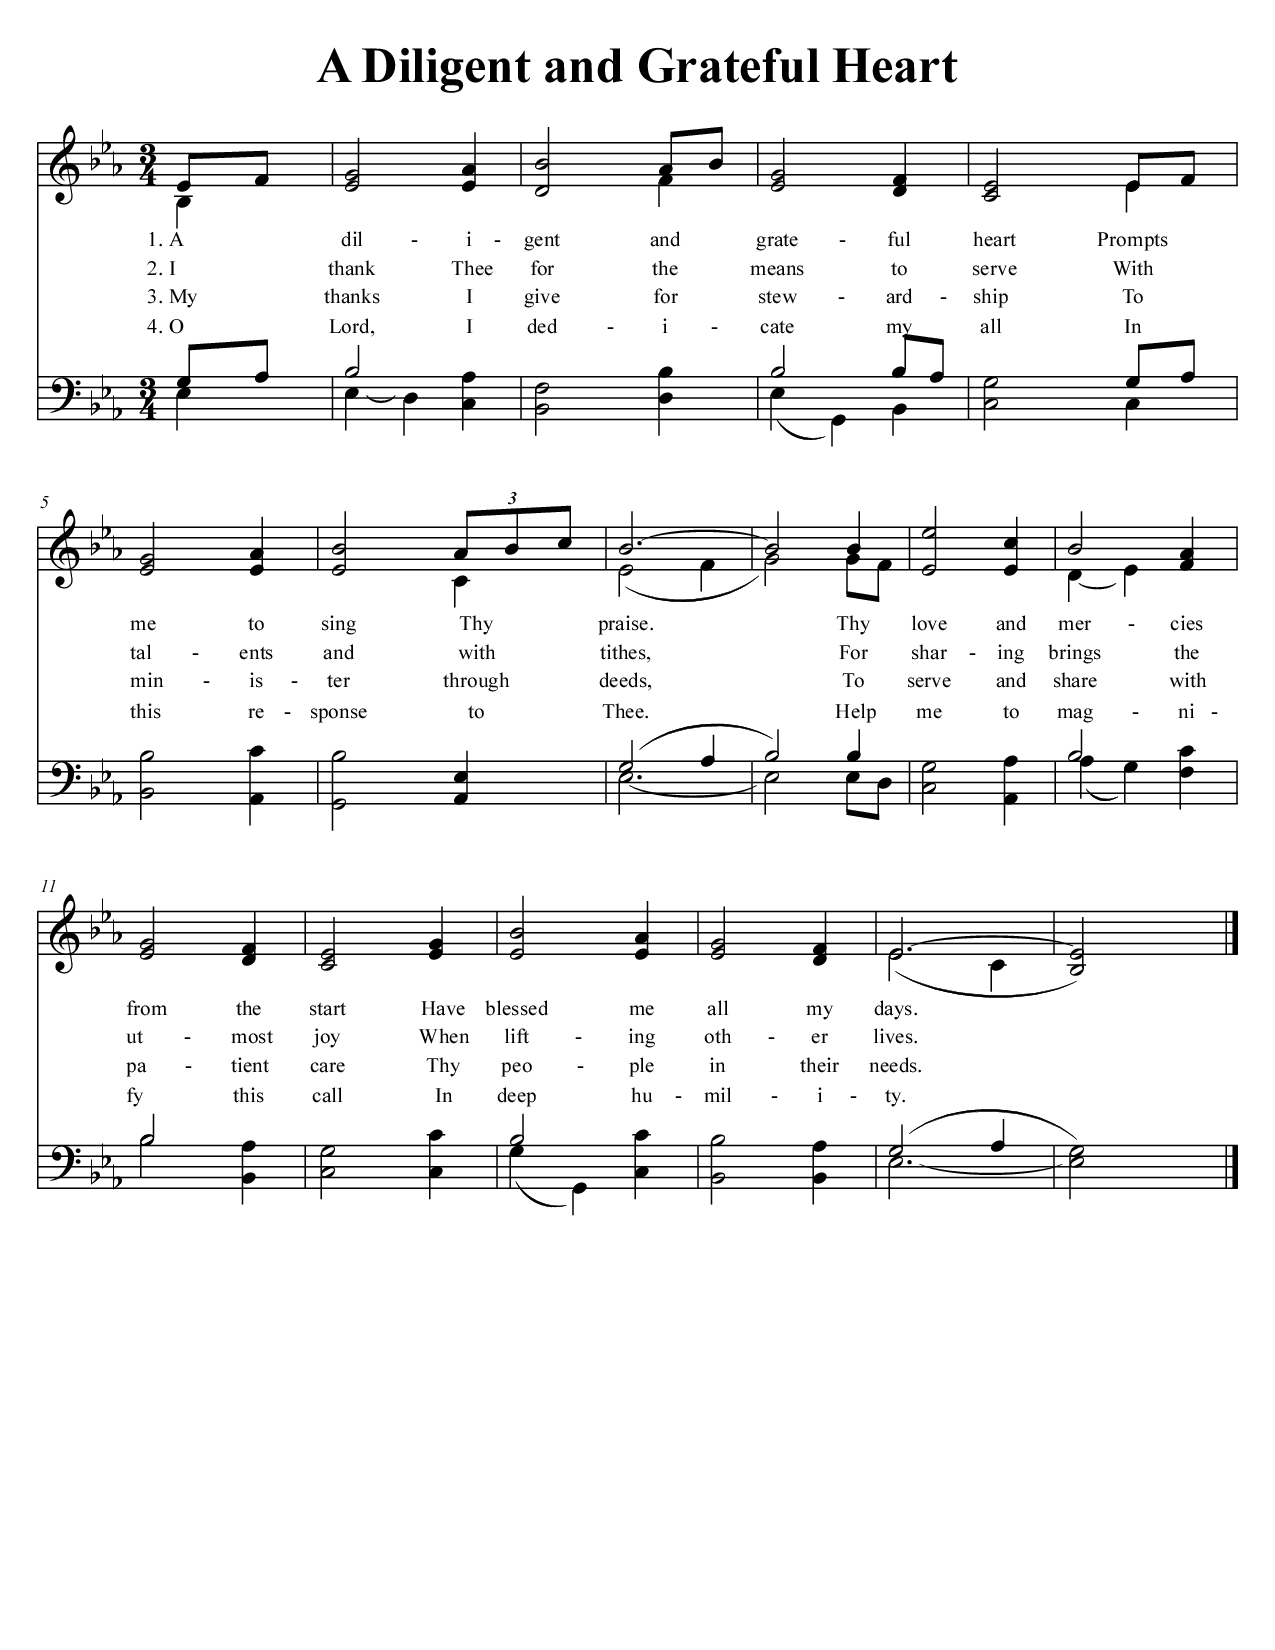 A Diligent and Grateful Heart
3
4
1. A dil - i - gent and grate - ful heart Prompts
2. I thank Thee for the means to serve With
3. My thanks I give for stew - ard - ship To
4. O Lord, I ded - i - cate my all In
3
4
5
3
me to sing Thy praise. Thy love and mer - cies
tal - ents and with tithes, For shar - ing brings the
min - is - ter through deeds, To serve and share with
this re - sponse to Thee. Help me to mag - ni -
11
from the start Have blessed me all my days.
ut - most joy When lift - ing oth - er lives.
pa - tient care Thy peo - ple in their needs.
fy this call In deep hu - mil - i - ty.